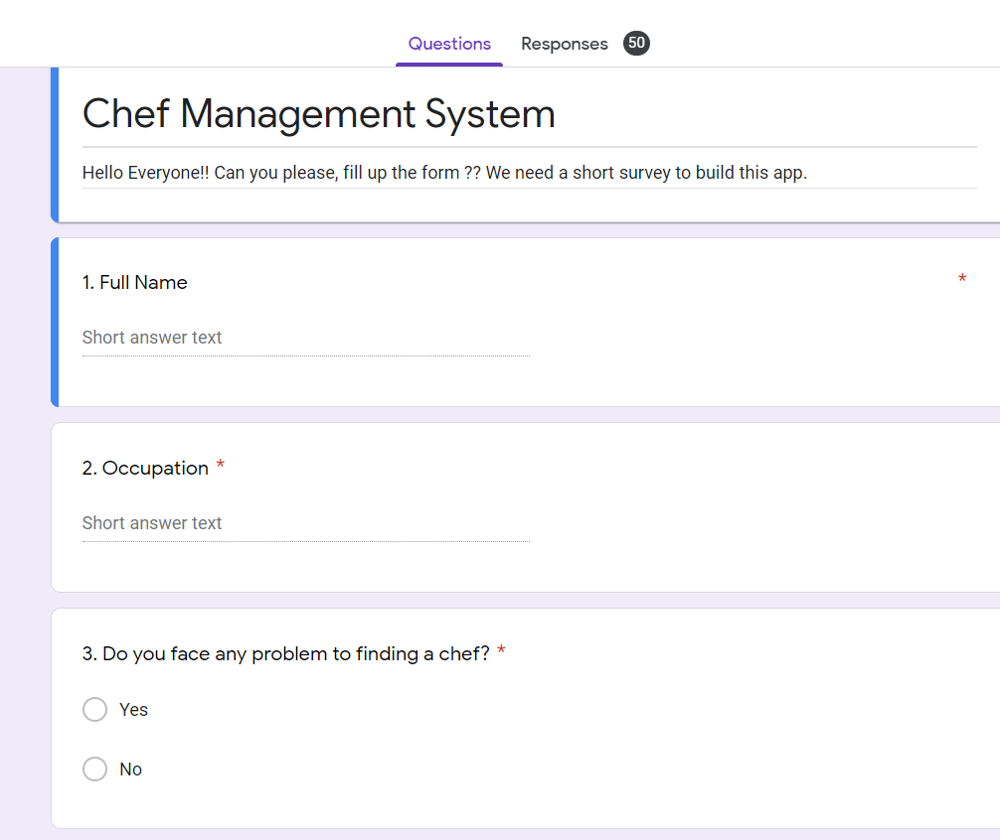 Questions Responses 50
Chef Management System
Hello Everyone!! Can you please, fill up the form ?? We need a short survey to build this app.
1. Full Name *
Short answer text
2. Occupation *
Short answer text
3. Do you face any problem to finding a chef? *
Yes
No